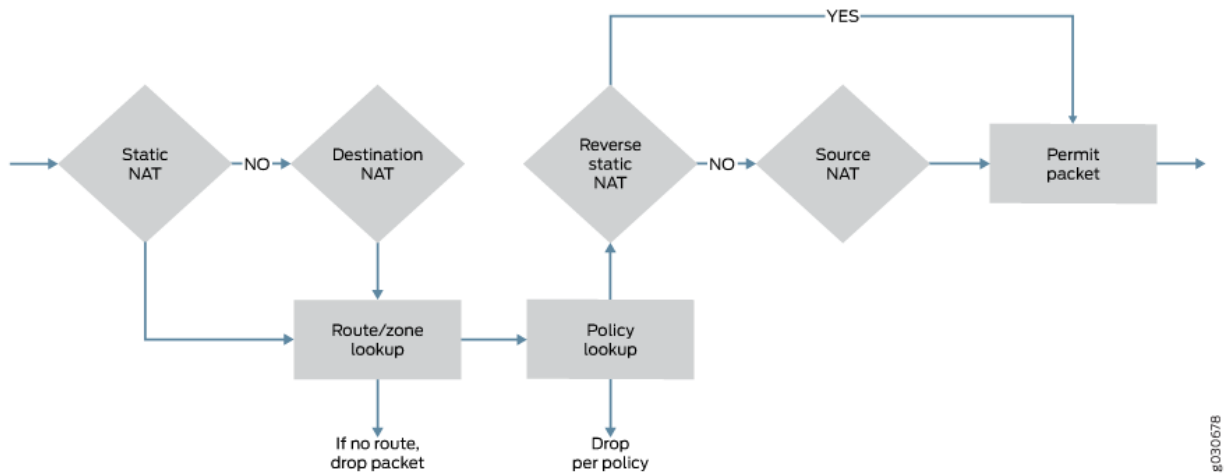 YES
Static
NAT
NO
Destination
NAT
Reverse
static
NAT
NO
Source
NAT
Permit
packet
Route/zone
lookup
Policy
lookup
If no route,
drop packet
Drop
per policy
g030678